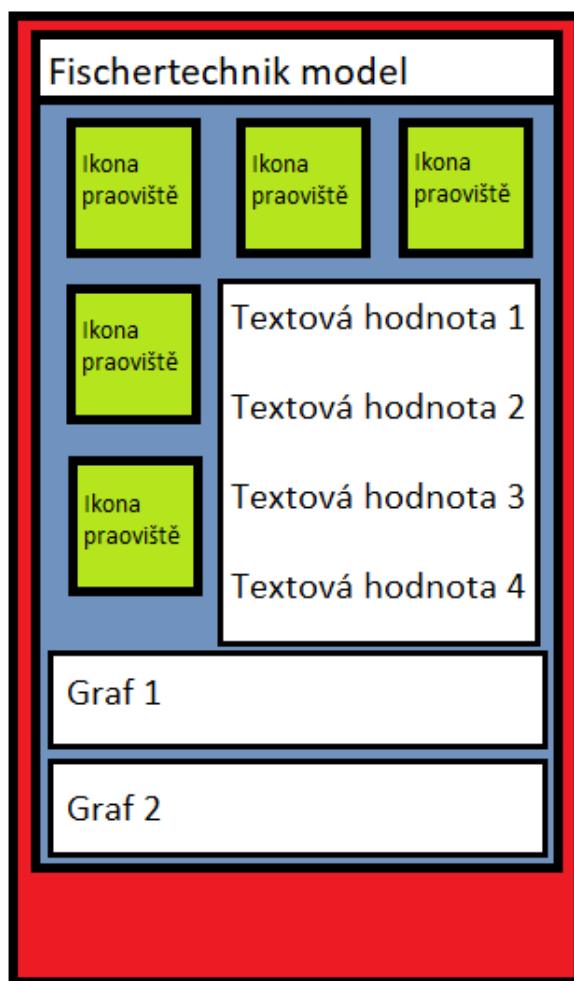 Fischertechnik model
Ikona
praoviště
Ikona
praoviště
Ikona
praoviště
Ikona
praoviště
Ikona
praoviště
Textová hodnota 1
Textová hodnota 2
Textová hodnota 3
Textová hodnota 4
Graf 1
Graf 2